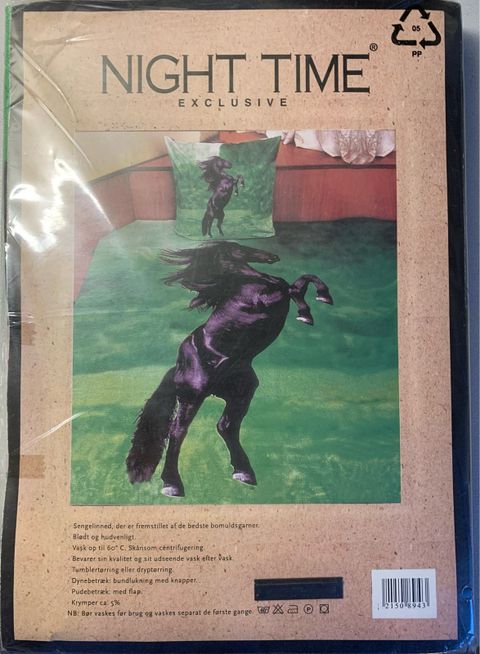 05
PP
NIGHT TIME®
EXCLUSIVE
Sengelinned, der er fremstillet af de bedste bomuldsgarner.
Blødt og hudvenligt.
Vask op til 60° C. Skånsom centrifugering.
Bevarer sin kvalitet og sit udseende vask efter vask.
Tumblertørring eller dryptørring.
Dynebetræk: bundlukning med knapper.
Pudebetræk: med flap.
Krymper ca: 5%
NB: Bør vaskes før brug og vaskes separat de første gange.
2150 8943